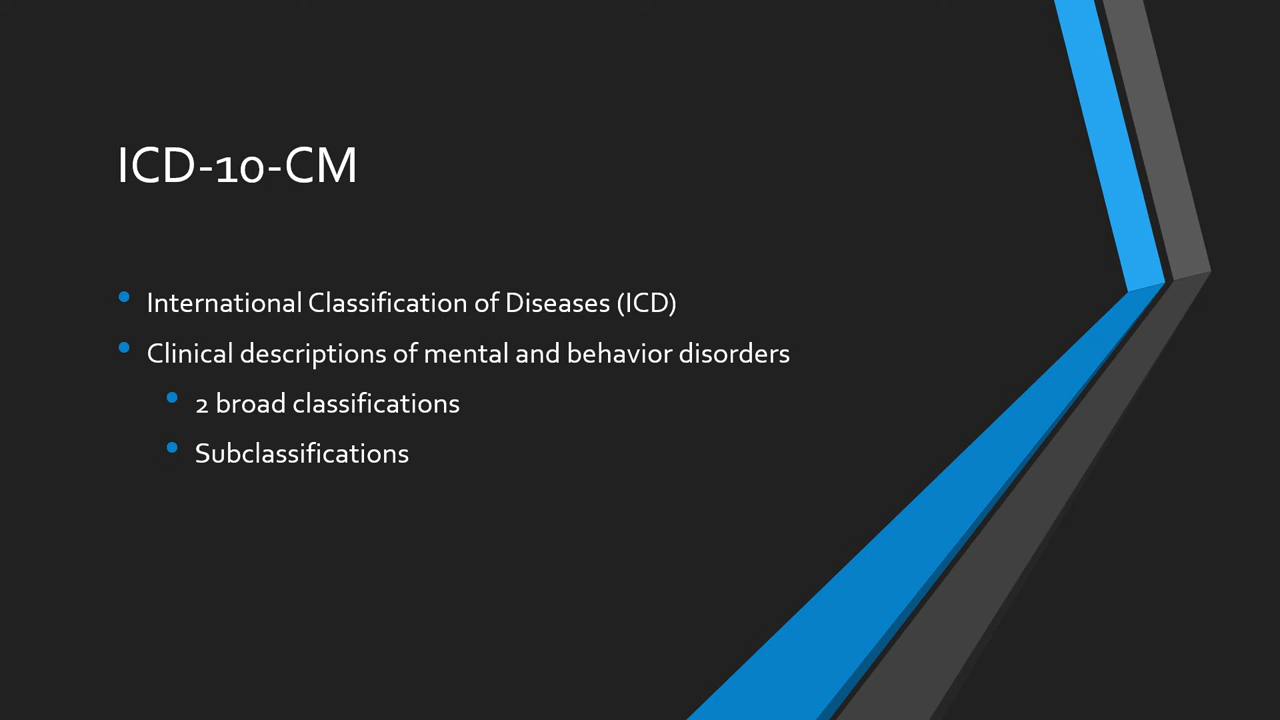 ICD-10-CM
International Classification of Diseases (ICD)
Clinical descriptions of mental and behavior disorders
2 broad classifications
Subclassifications